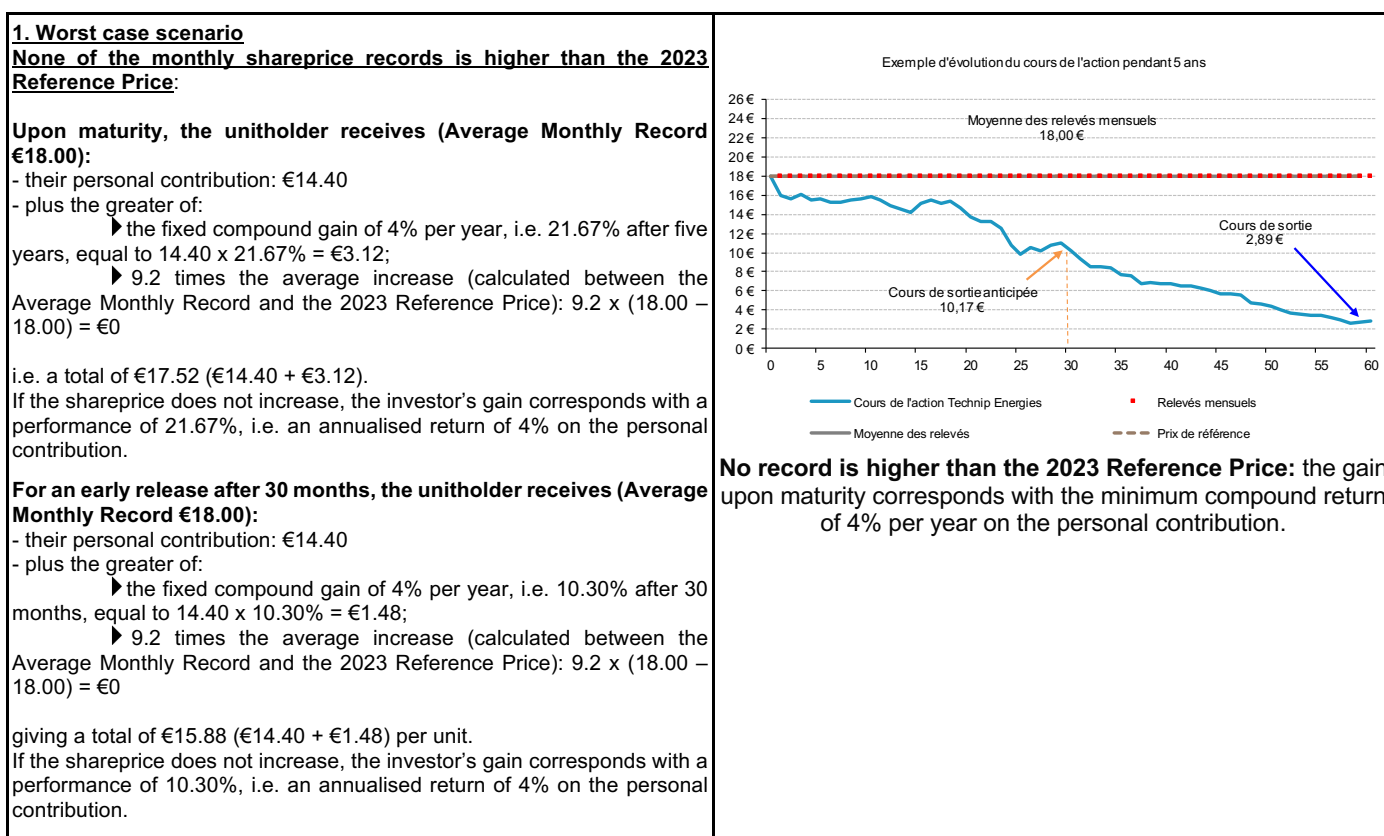 1. Worst case scenario
None of the monthly shareprice records is higher than the 2023
Reference Price:
Upon maturity, the unitholder receives (Average Monthly Record
€18.00):
- their personal contribution: €14.40
- plus the greater of:
the fixed compound gain of 4% per year, i.e. 21.67% after five
years, equal to 14.40 x 21.67% = €3.12;
9.2 times the average increase (calculated between the
Average Monthly Record and the 2023 Reference Price): 9.2 x (18.00 –
18.00) = €0
i.e. a total of €17.52 (€14.40 + €3.12).
If the shareprice does not increase, the investor’s gain corresponds with a
performance of 21.67%, i.e. an annualised return of 4% on the personal
contribution.
For an early release after 30 months, the unitholder receives (Average
Monthly Record €18.00):
- their personal contribution: €14.40
- plus the greater of:
the fixed compound gain of 4% per year, i.e. 10.30% after 30
months, equal to 14.40 x 10.30% = €1.48;
9.2 times the average increase (calculated between the
Average Monthly Record and the 2023 Reference Price): 9.2 x (18.00 –
18.00) = €0
giving a total of €15.88 (€14.40 + €1.48) per unit.
If the shareprice does not increase, the investor’s gain corresponds with a
performance of 10.30%, i.e. an annualised return of 4% on the personal
contribution.
Exemple d'évolution du cours de l'action pendant 5 ans
26 €
24 €
22 €
20 €
18 €
16 €
14 €
12 €
10 €
8 €
6 €
4 €
2 €
0 €
Moyenne des relevés mensuels
18,00 €
Cours de sortie
2,89 €
Cours de sortie anticipée
10,17 €
0 5 10 15 20 25 30 35 40 45 50 55 60
Cours de l'action Technip Energies
Relevés mensuels
Moyenne des relevés
Prix de référence
No record is higher than the 2023 Reference Price: the gain
upon maturity corresponds with the minimum compound return
of 4% per year on the personal contribution.